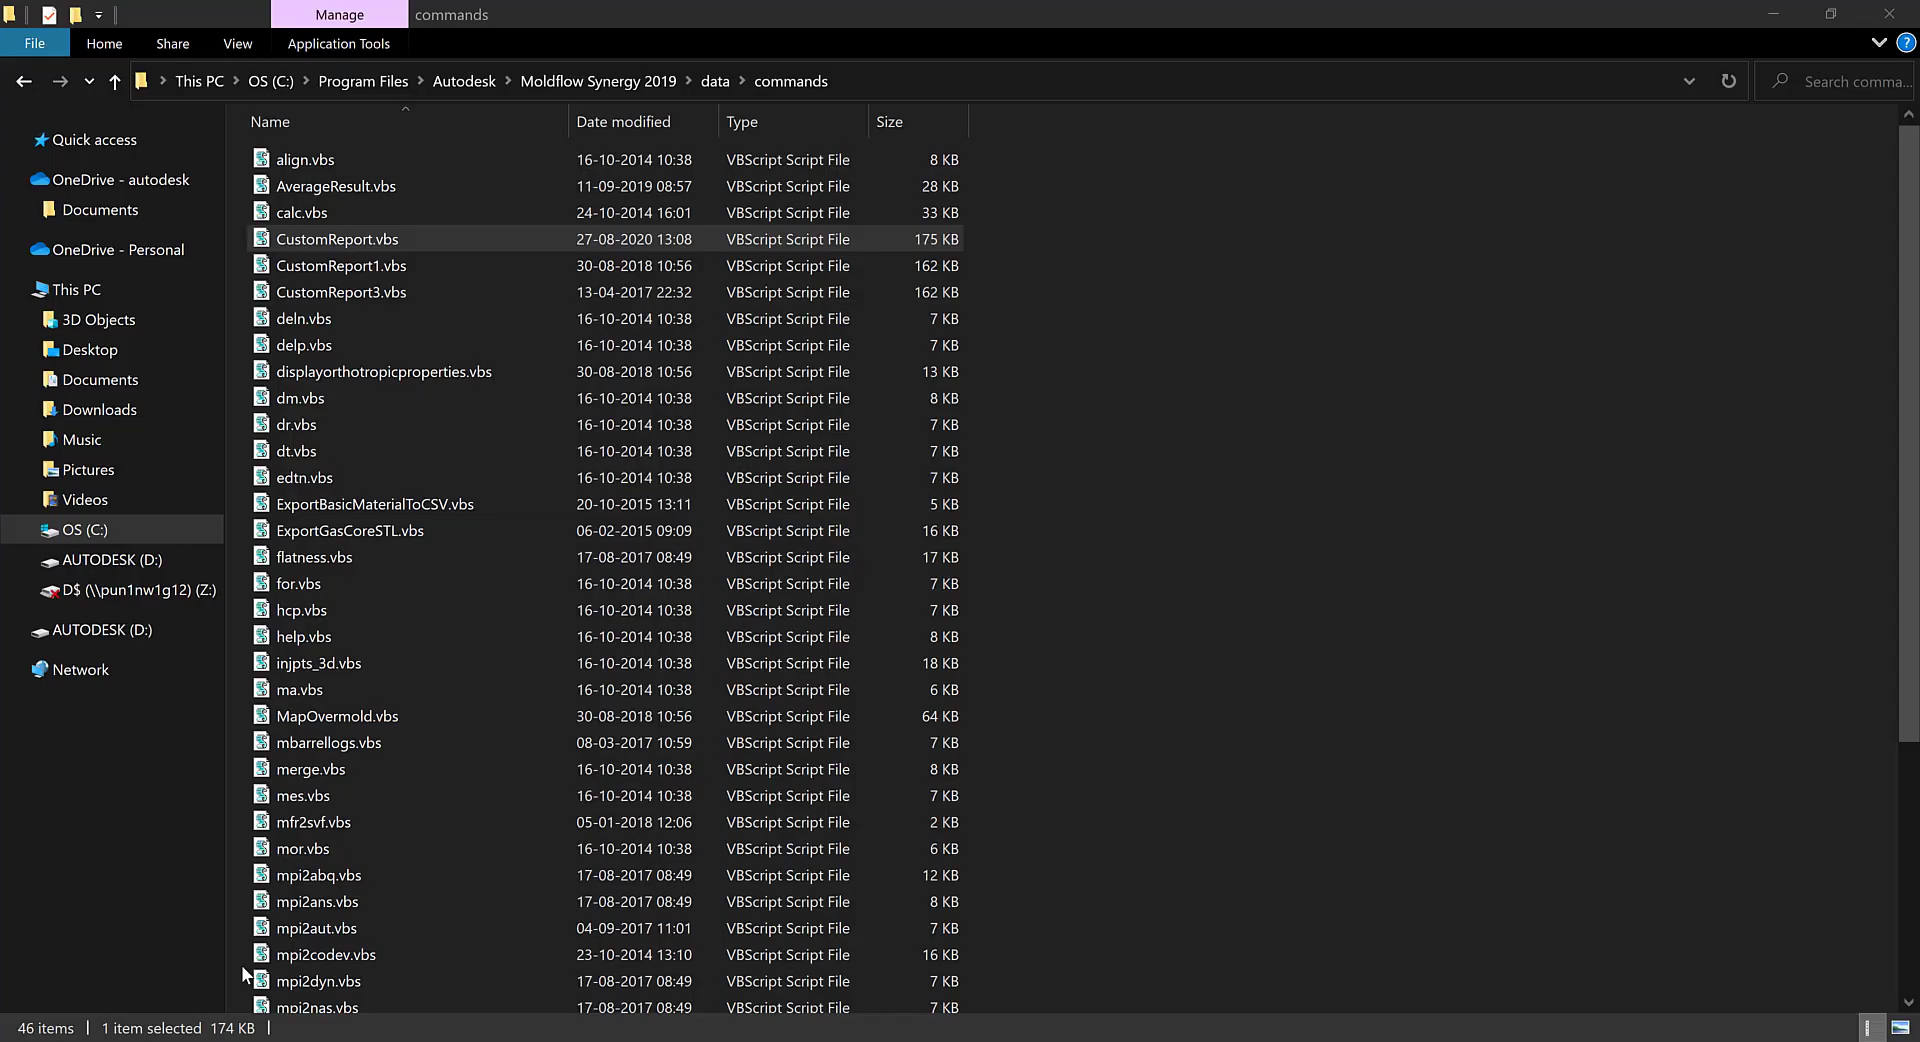 Manage commands
File Home Share View Application Tools
This PC OS (C:) Program Files Autodesk Moldflow Synergy 2019 data commands Search comma...
Name Date modified Type Size
Quick access
OneDrive - autodesk
Documents
OneDrive - Personal
This PC
3D Objects
Desktop
Documents
Downloads
Music
Pictures
Videos
OS (C:)
AUTODESK (D:)
D$ (\\pun1nw1g12) (Z:)
AUTODESK (D:)
Network
align.vbs 16-10-2014 10:38 VBScript Script File 8 KB
AverageResult.vbs 11-09-2019 08:57 VBScript Script File 28 KB
calc.vbs 24-10-2014 16:01 VBScript Script File 33 KB
CustomReport.vbs 27-08-2020 13:08 VBScript Script File 175 KB
CustomReport1.vbs 30-08-2018 10:56 VBScript Script File 162 KB
CustomReport3.vbs 13-04-2017 22:32 VBScript Script File 162 KB
deln.vbs 16-10-2014 10:38 VBScript Script File 7 KB
delp.vbs 16-10-2014 10:38 VBScript Script File 7 KB
displayorthotropicproperties.vbs 30-08-2018 10:56 VBScript Script File 13 KB
dm.vbs 16-10-2014 10:38 VBScript Script File 8 KB
dr.vbs 16-10-2014 10:38 VBScript Script File 7 KB
dt.vbs 16-10-2014 10:38 VBScript Script File 7 KB
edtn.vbs 16-10-2014 10:38 VBScript Script File 7 KB
ExportBasicMaterialToCSV.vbs 20-10-2015 13:11 VBScript Script File 5 KB
ExportGasCoreSTL.vbs 06-02-2015 09:09 VBScript Script File 16 KB
flatness.vbs 17-08-2017 08:49 VBScript Script File 17 KB
for.vbs 16-10-2014 10:38 VBScript Script File 7 KB
hcp.vbs 16-10-2014 10:38 VBScript Script File 7 KB
help.vbs 16-10-2014 10:38 VBScript Script File 8 KB
injpts_3d.vbs 16-10-2014 10:38 VBScript Script File 18 KB
ma.vbs 16-10-2014 10:38 VBScript Script File 6 KB
MapOvermold.vbs 30-08-2018 10:56 VBScript Script File 64 KB
mbarrellogs.vbs 08-03-2017 10:59 VBScript Script File 7 KB
merge.vbs 16-10-2014 10:38 VBScript Script File 8 KB
mes.vbs 16-10-2014 10:38 VBScript Script File 7 KB
mfr2svf.vbs 05-01-2018 12:06 VBScript Script File 2 KB
mor.vbs 16-10-2014 10:38 VBScript Script File 6 KB
mpi2abq.vbs 17-08-2017 08:49 VBScript Script File 12 KB
mpi2ans.vbs 17-08-2017 08:49 VBScript Script File 8 KB
mpi2aut.vbs 04-09-2017 11:01 VBScript Script File 7 KB
mpi2codev.vbs 23-10-2014 13:10 VBScript Script File 16 KB
mpi2dyn.vbs 17-08-2017 08:49 VBScript Script File 7 KB
mpi2nas.vbs 17-08-2017 08:49 VBScript Script File 7 KB
46 items 1 item selected 174 KB